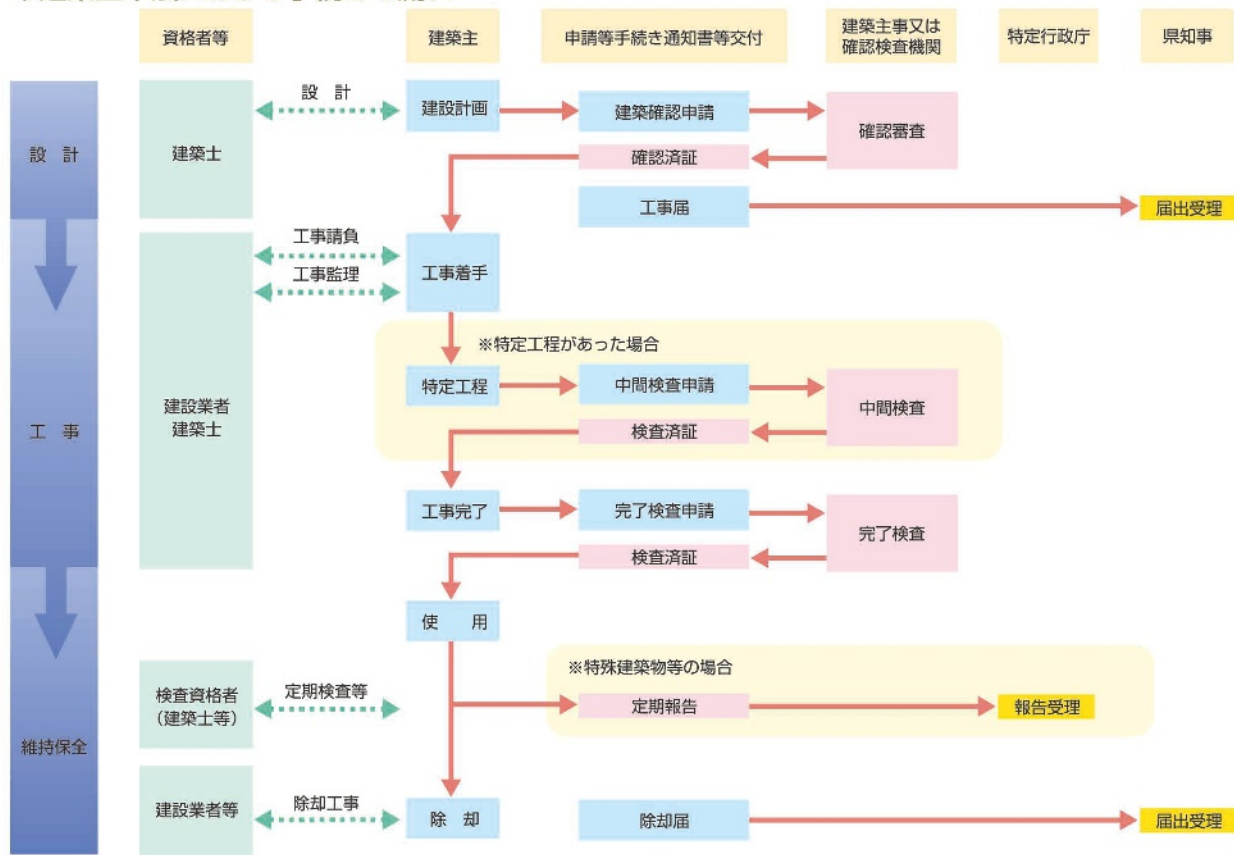 資格者等
建築主
申請等手続き通知書等交付
建築主事又は
確認検査機関
特定行政庁
県知事
設　計
建築士
設　計
建設計画
建築確認申請
確認審査
確認済証
工事届
届出受理
工　事
建設業者
建築士
工事請負
工事監理
工事着手
※特定工程があった場合
特定工程
中間検査申請
中間検査
検査済証
工事完了
完了検査申請
完了検査
検査済証
使　用
維持保全
検査資格者
（建築士等）
定期検査等
※特殊建築物等の場合
定期報告
報告受理
建設業者等
除却工事
除　却
除却届
届出受理